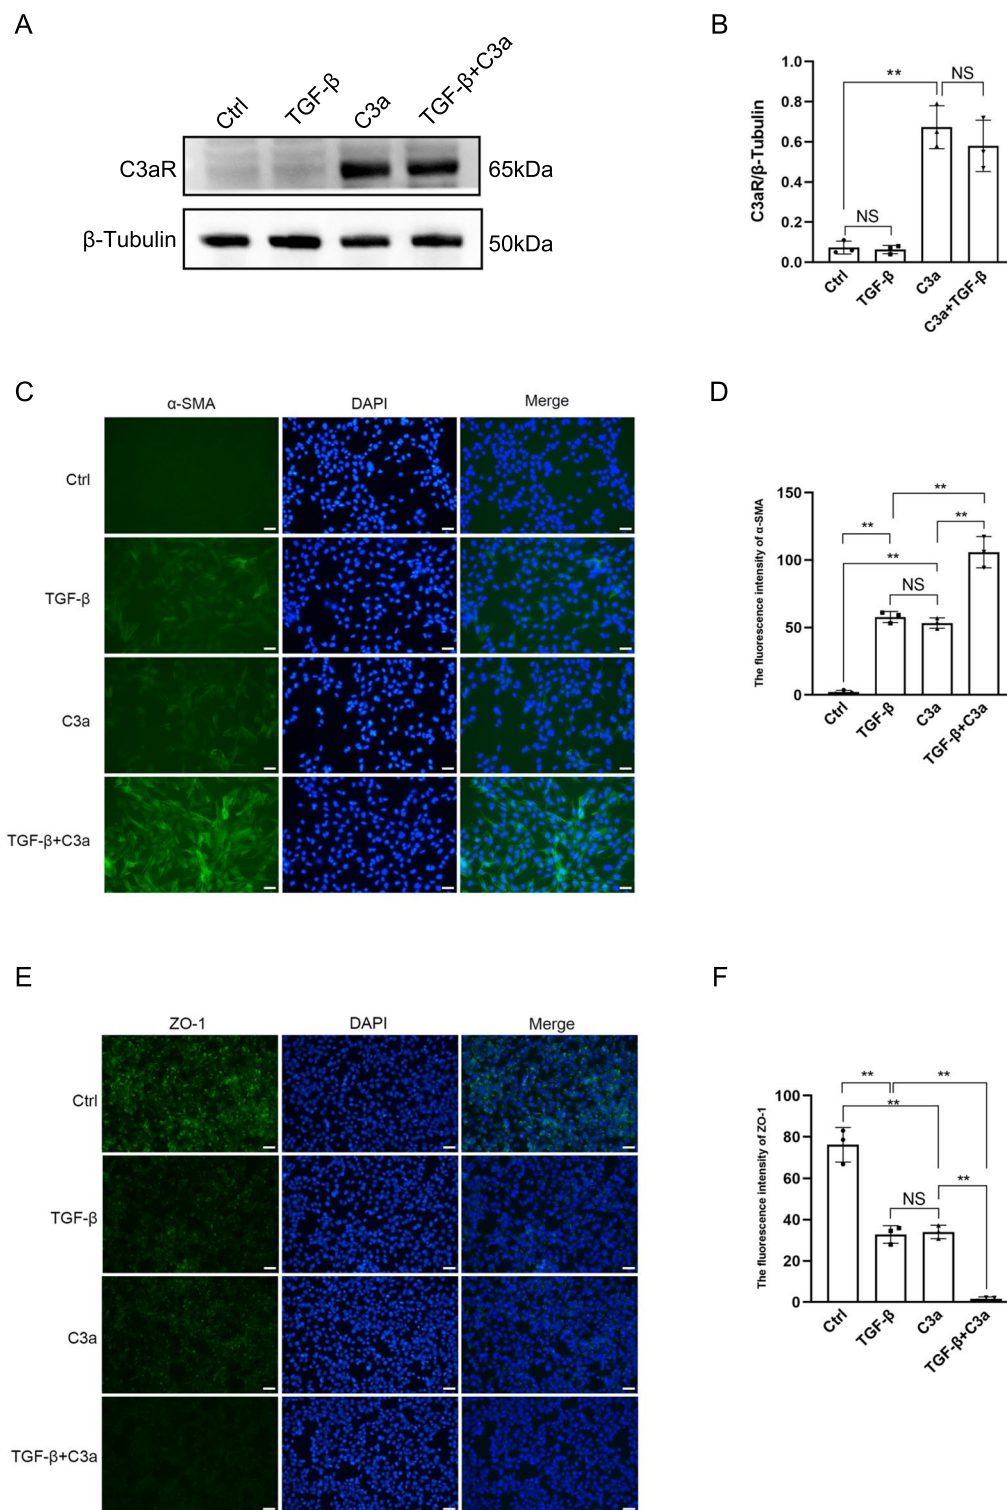 A
Ctrl
TGF-β
C3a
TGF-β+C3a
C3aR
65kDa
β-Tubulin
50kDa
B
C3aR/β-Tubulin
1.0
0.8
0.6
0.4
0.2
0.0
**
NS
NS
Ctrl
TGF-β
C3a
C3a+TGF-β
C
α-SMA
DAPI
Merge
Ctrl
TGF-β
C3a
TGF-β+C3a
D
The fluorescence intensity of α-SMA
150
100
50
0
**
**
**
**
NS
Ctrl
TGF-β
C3a
TGF-β+C3a
E
ZO-1
DAPI
Merge
Ctrl
TGF-β
C3a
TGF-β+C3a
F
The fluorescence intensity of ZO-1
100
80
60
40
20
0
**
**
**
**
NS
Ctrl
TGF-β
C3a
TGF-β+C3a